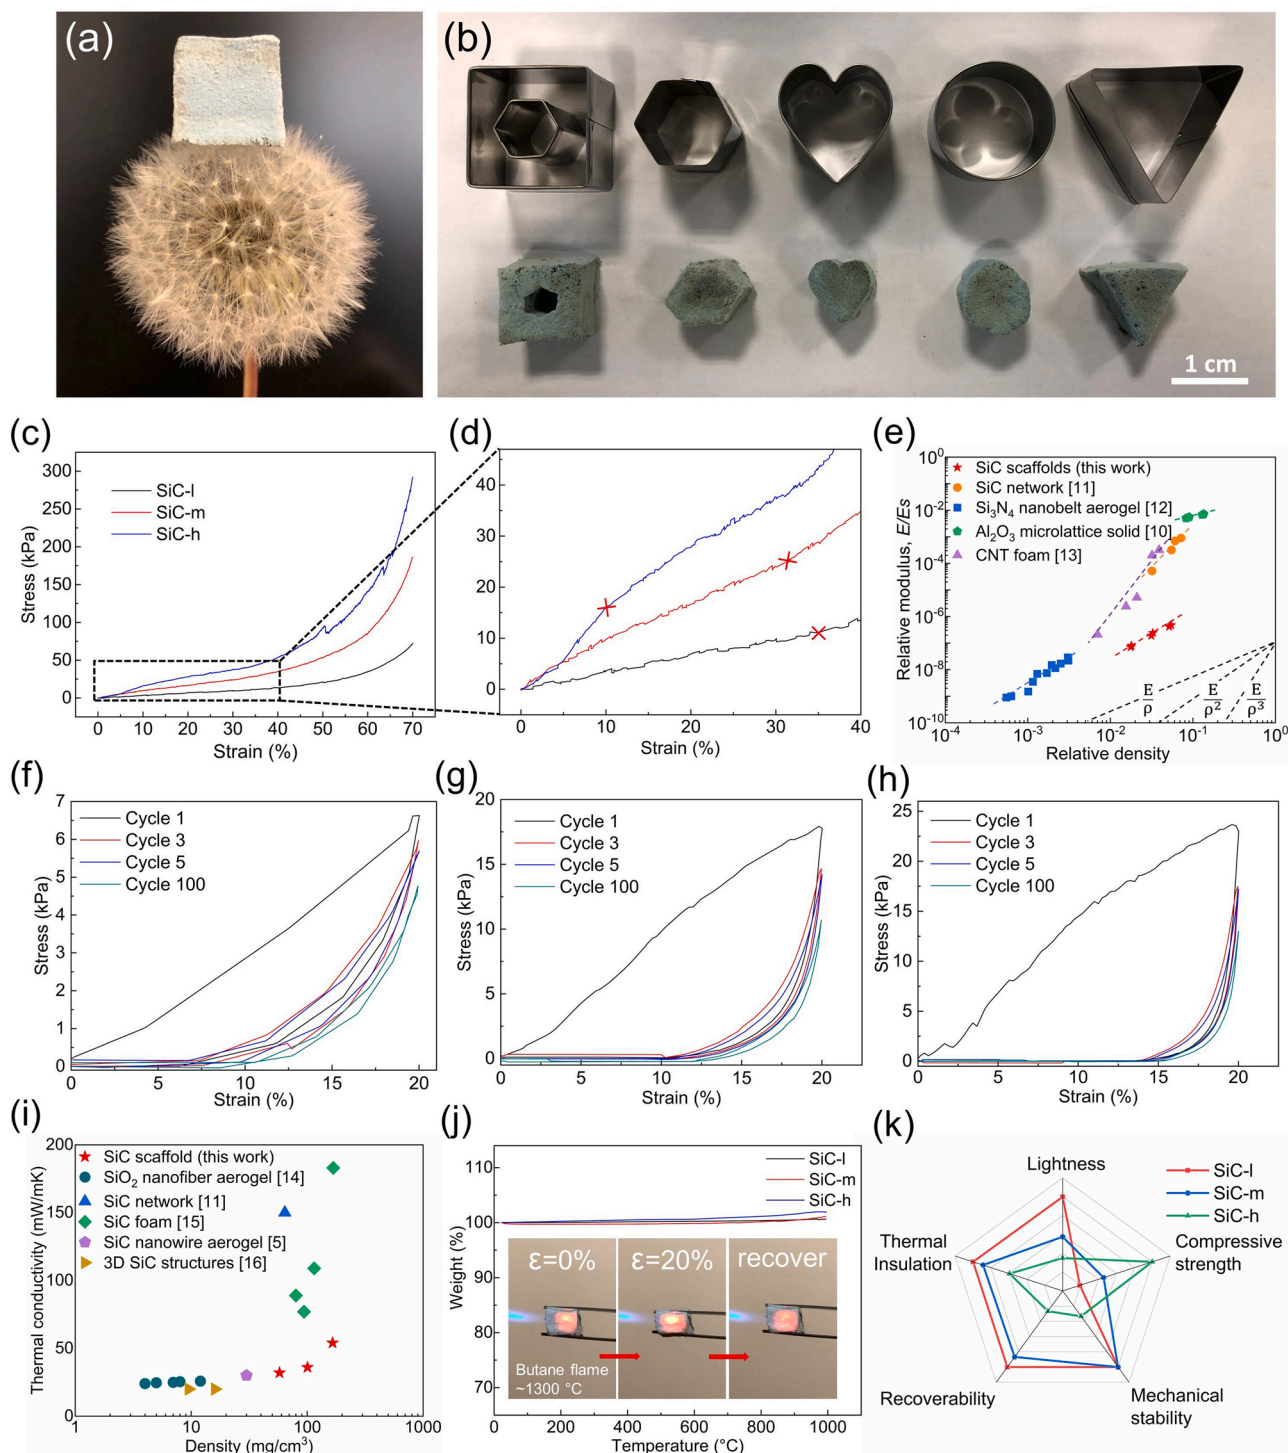 (a)
(b)
1 cm
(c)
Stress (kPa)
300
250
200
150
100
50
0
SiC-l
SiC-m
SiC-h
0 10 20 30 40 50 60 70
Strain (%)
(d)
40
30
20
10
0
0 10 20 30 40
Strain (%)
(e)
Relative modulus, E/Es
10⁰
10⁻²
10⁻⁴
10⁻⁶
10⁻⁸
10⁻¹⁰
SiC scaffolds (this work)
SiC network [11]
Si₃N₄ nanobelt aerogel [12]
Al₂O₃ microlattice solid [10]
CNT foam [13]
E/ρ
E/ρ²
E/ρ³
10⁻⁴ 10⁻³ 10⁻² 10⁻¹ 10⁰
Relative density
(f)
Stress (kPa)
7
6
5
4
3
2
1
0
Cycle 1
Cycle 3
Cycle 5
Cycle 100
0 5 10 15 20
Strain (%)
(g)
Stress (kPa)
20
15
10
5
0
Cycle 1
Cycle 3
Cycle 5
Cycle 100
0 5 10 15 20
Strain (%)
(h)
Stress (kPa)
25
20
15
10
5
0
Cycle 1
Cycle 3
Cycle 5
Cycle 100
0 5 10 15 20
Strain (%)
(i)
Thermal conductivity (mW/mK)
200
150
100
50
0
SiC scaffold (this work)
SiO₂ nanofiber aerogel [14]
SiC network [11]
SiC foam [15]
SiC nanowire aerogel [5]
3D SiC structures [16]
1 10 100 1000
Density (mg/cm³)
(j)
Weight (%)
110
100
90
80
70
SiC-l
SiC-m
SiC-h
ε=0% ε=20% recover
Butane flame
~1300 °C
0 200 400 600 800 1000
Temperature (°C)
(k)
Lightness
SiC-l
SiC-m
SiC-h
Thermal
Insulation
Compressive
strength
Recoverability
Mechanical
stability